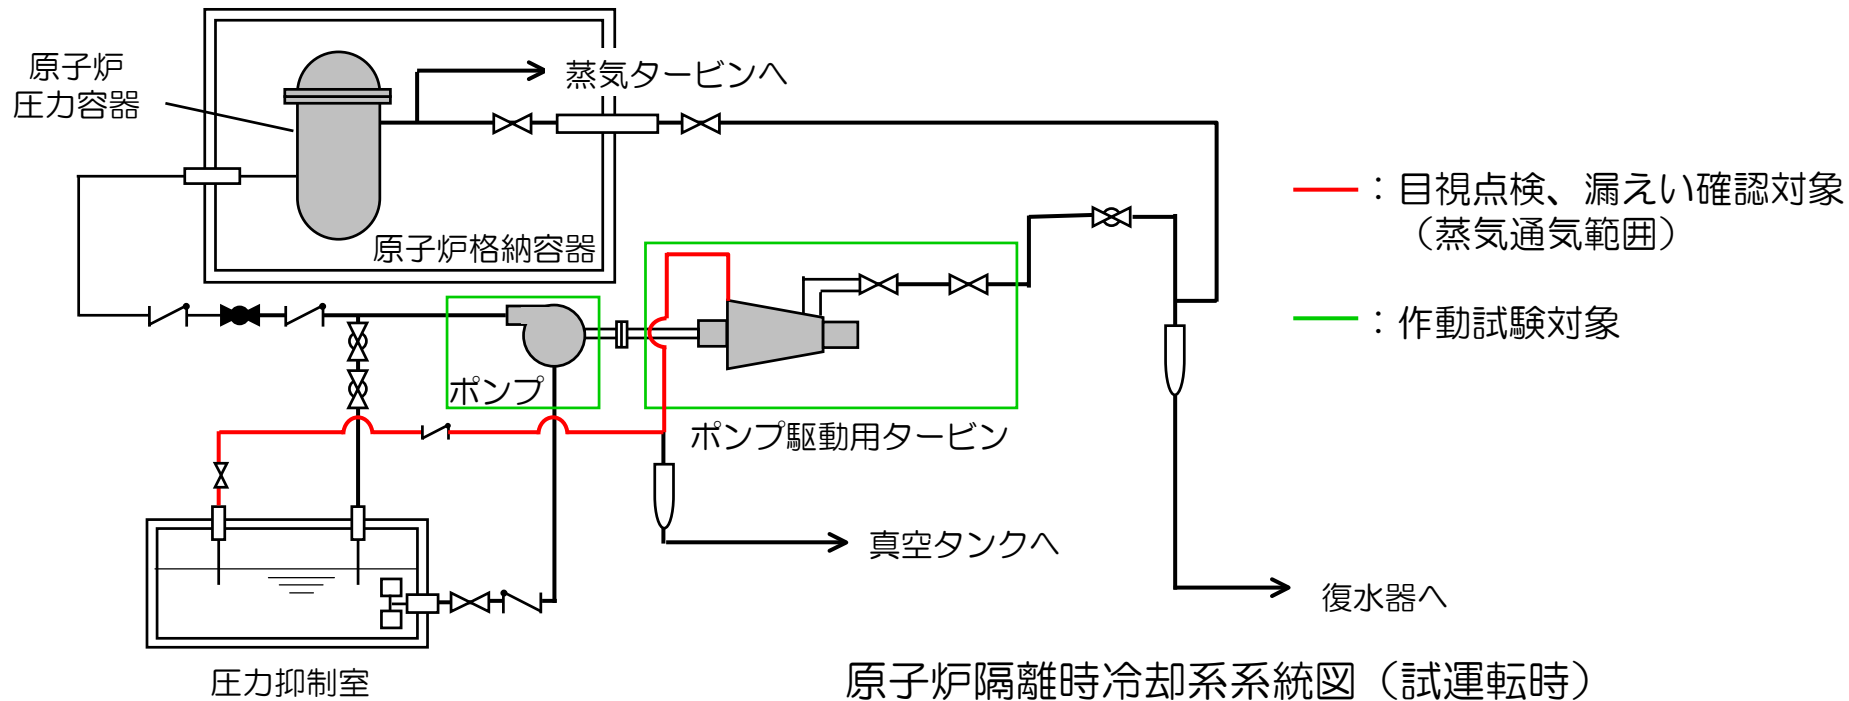 原子炉
圧力容器
蒸気タービンへ
原子炉格納容器
：目視点検、漏えい確認対象
（蒸気通気範囲）
：作動試験対象
ポンプ
ポンプ駆動用タービン
真空タンクへ
復水器へ
圧力抑制室
原子炉隔離時冷却系系統図（試運転時）